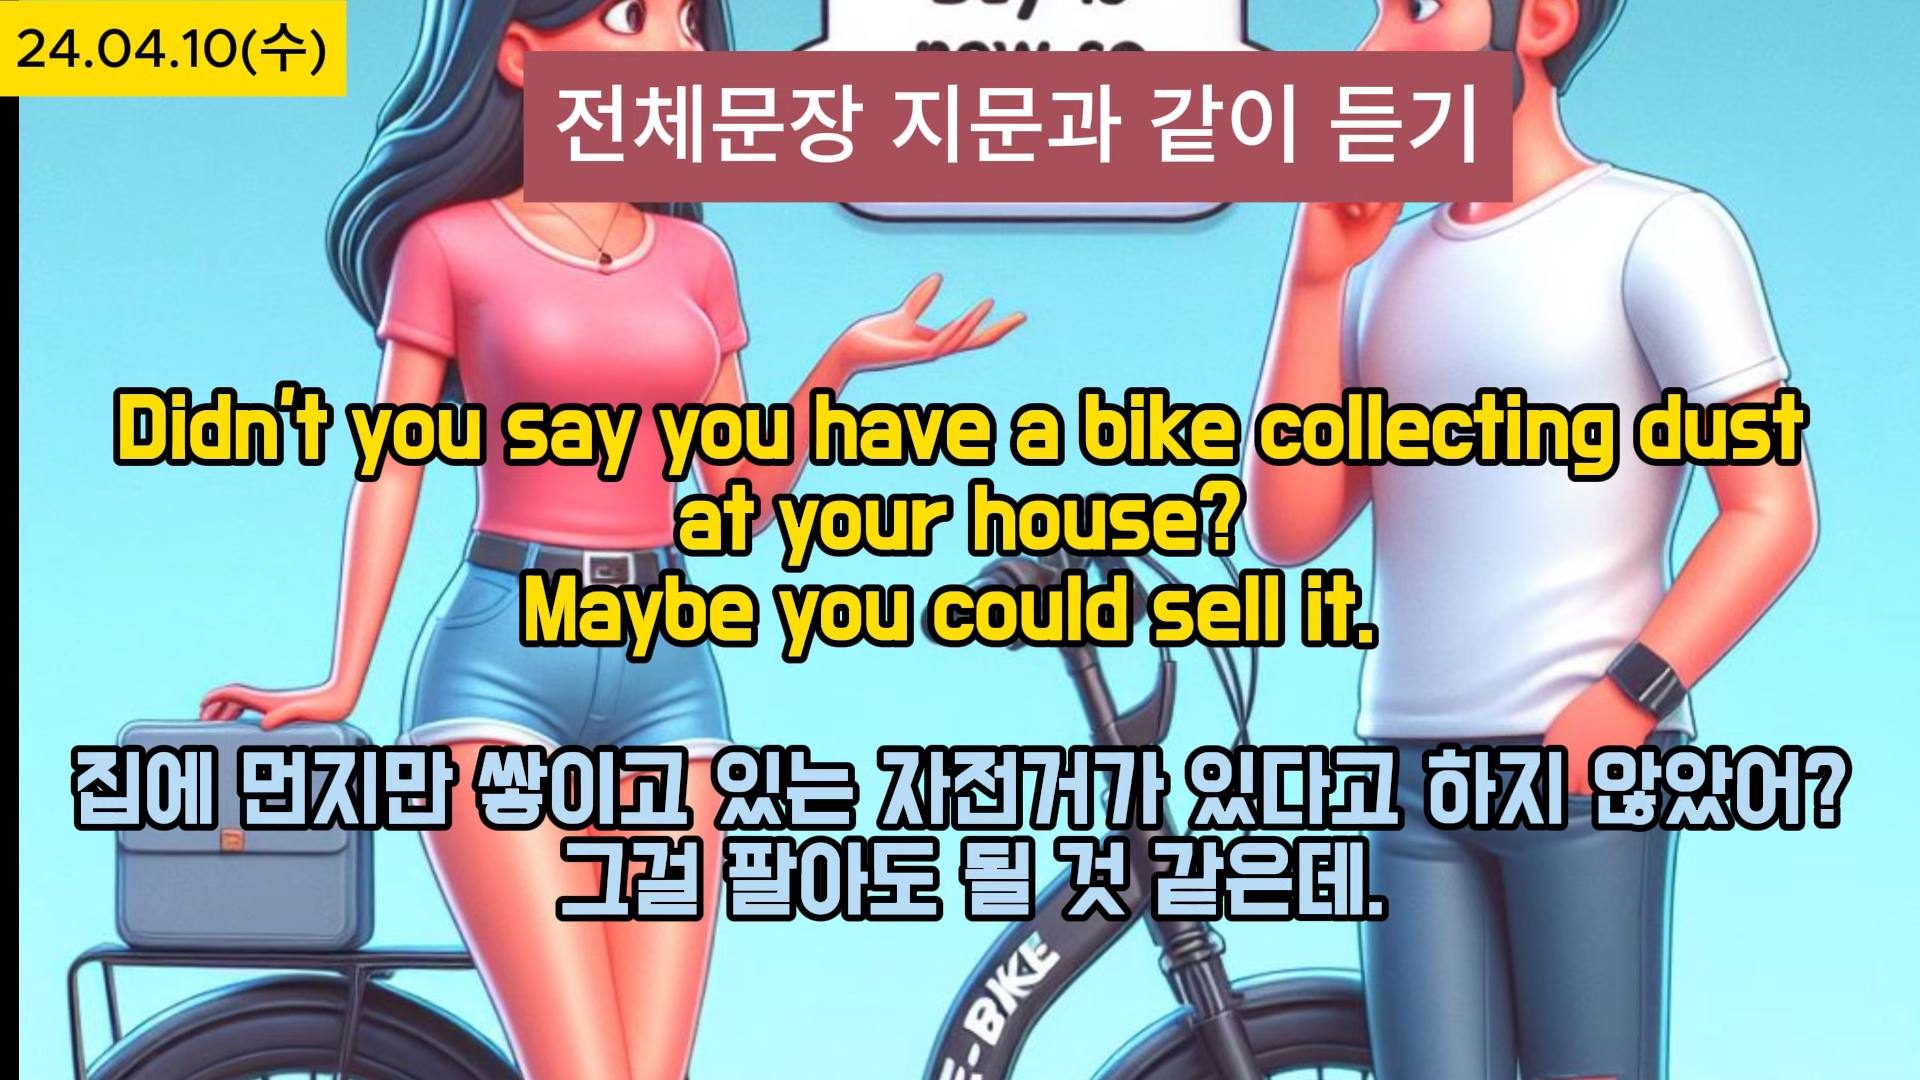 24.04.10(수)
전체문장 지문과 같이 듣기
Didn't you say you have a bike collecting dust
at your house?
Maybe you could sell it.
집에 먼지만 쌓이고 있는 자전거가 있다고 하지 않았어?
그걸 팔아도 될 것 같은데.
E-BIKE